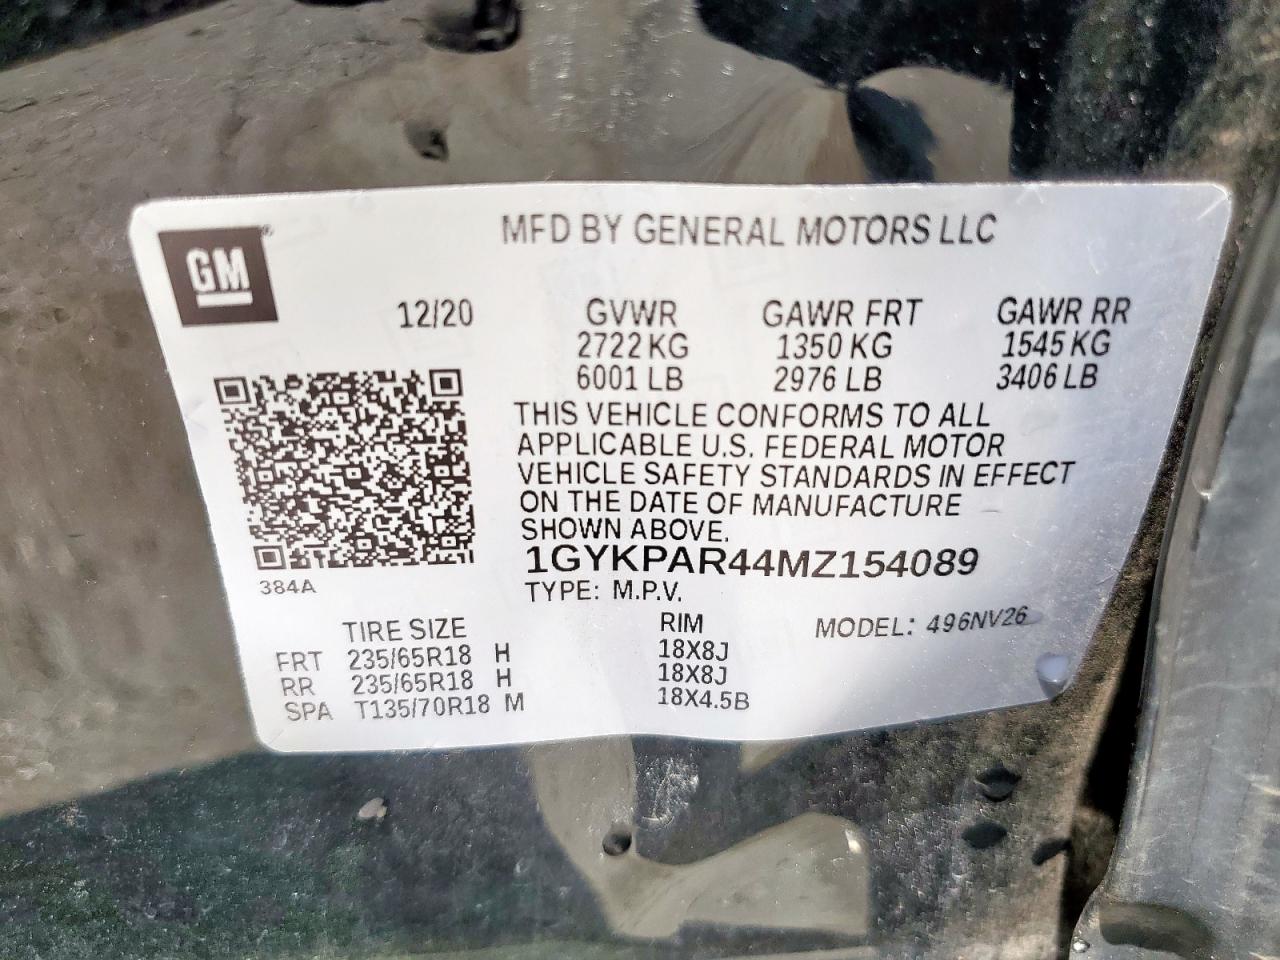 GM
MFD BY GENERAL MOTORS LLC
12/20 GVWR GAWR FRT GAWR RR
2722 KG 1350 KG 1545 KG
6001 LB 2976 LB 3406 LB
THIS VEHICLE CONFORMS TO ALL
APPLICABLE U.S. FEDERAL MOTOR
VEHICLE SAFETY STANDARDS IN EFFECT
ON THE DATE OF MANUFACTURE
SHOWN ABOVE.
1GYKPAR44MZ154089
384A
TYPE: M.P.V.
TIRE SIZE RIM MODEL: 496NV26
FRT 235/65R18 H 18X8J
RR 235/65R18 H 18X8J
SPA T135/70R18 M 18X4.5B